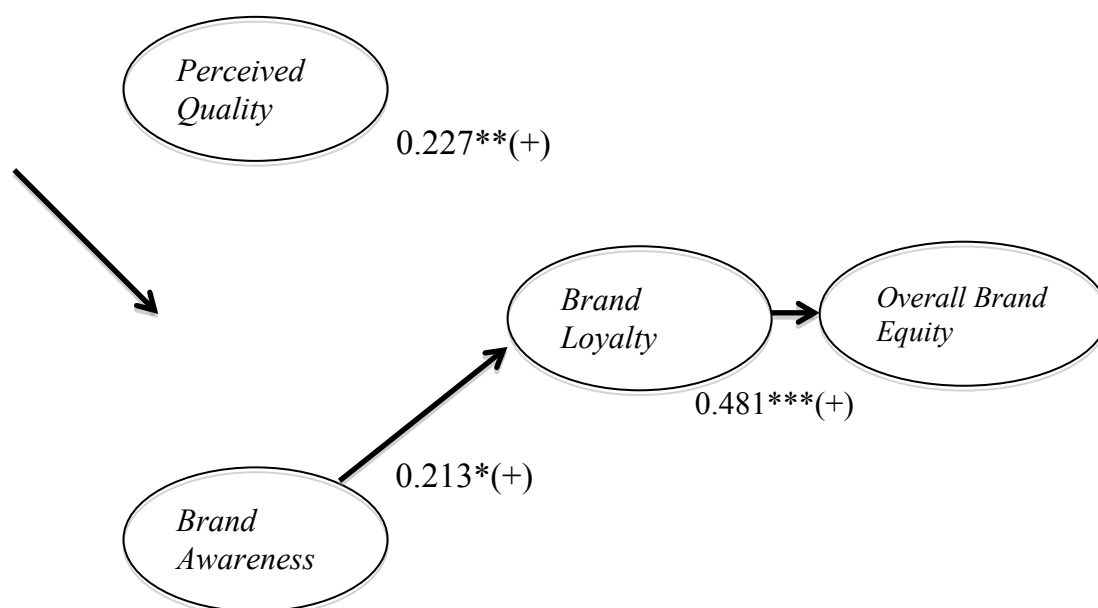 Perceived
Quality
0.227**(+)
Brand
Loyalty
Overall Brand
Equity
0.481***(+)
0.213*(+)
Brand
Awareness